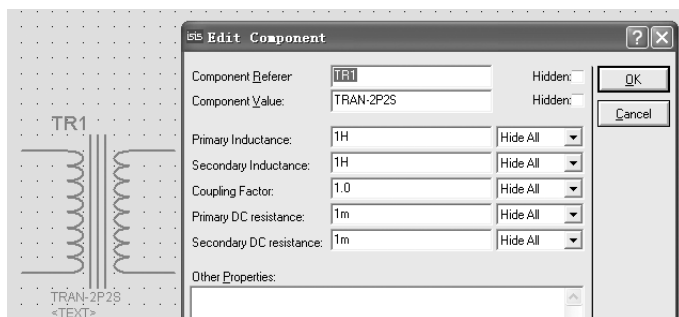 ISIS Edit Component
TR1
Component Referer TR1 Hidden:
Component Value: TRAN-2P2S Hidden:
Primary Inductance: 1H Hide All
Secondary Inductance: 1H Hide All
Coupling Factor: 1.0 Hide All
Primary DC resistance: 1m Hide All
Secondary DC resistance: 1m Hide All
Other Properties:
OK
Cancel
TRAN-2P2S
<TEXT>